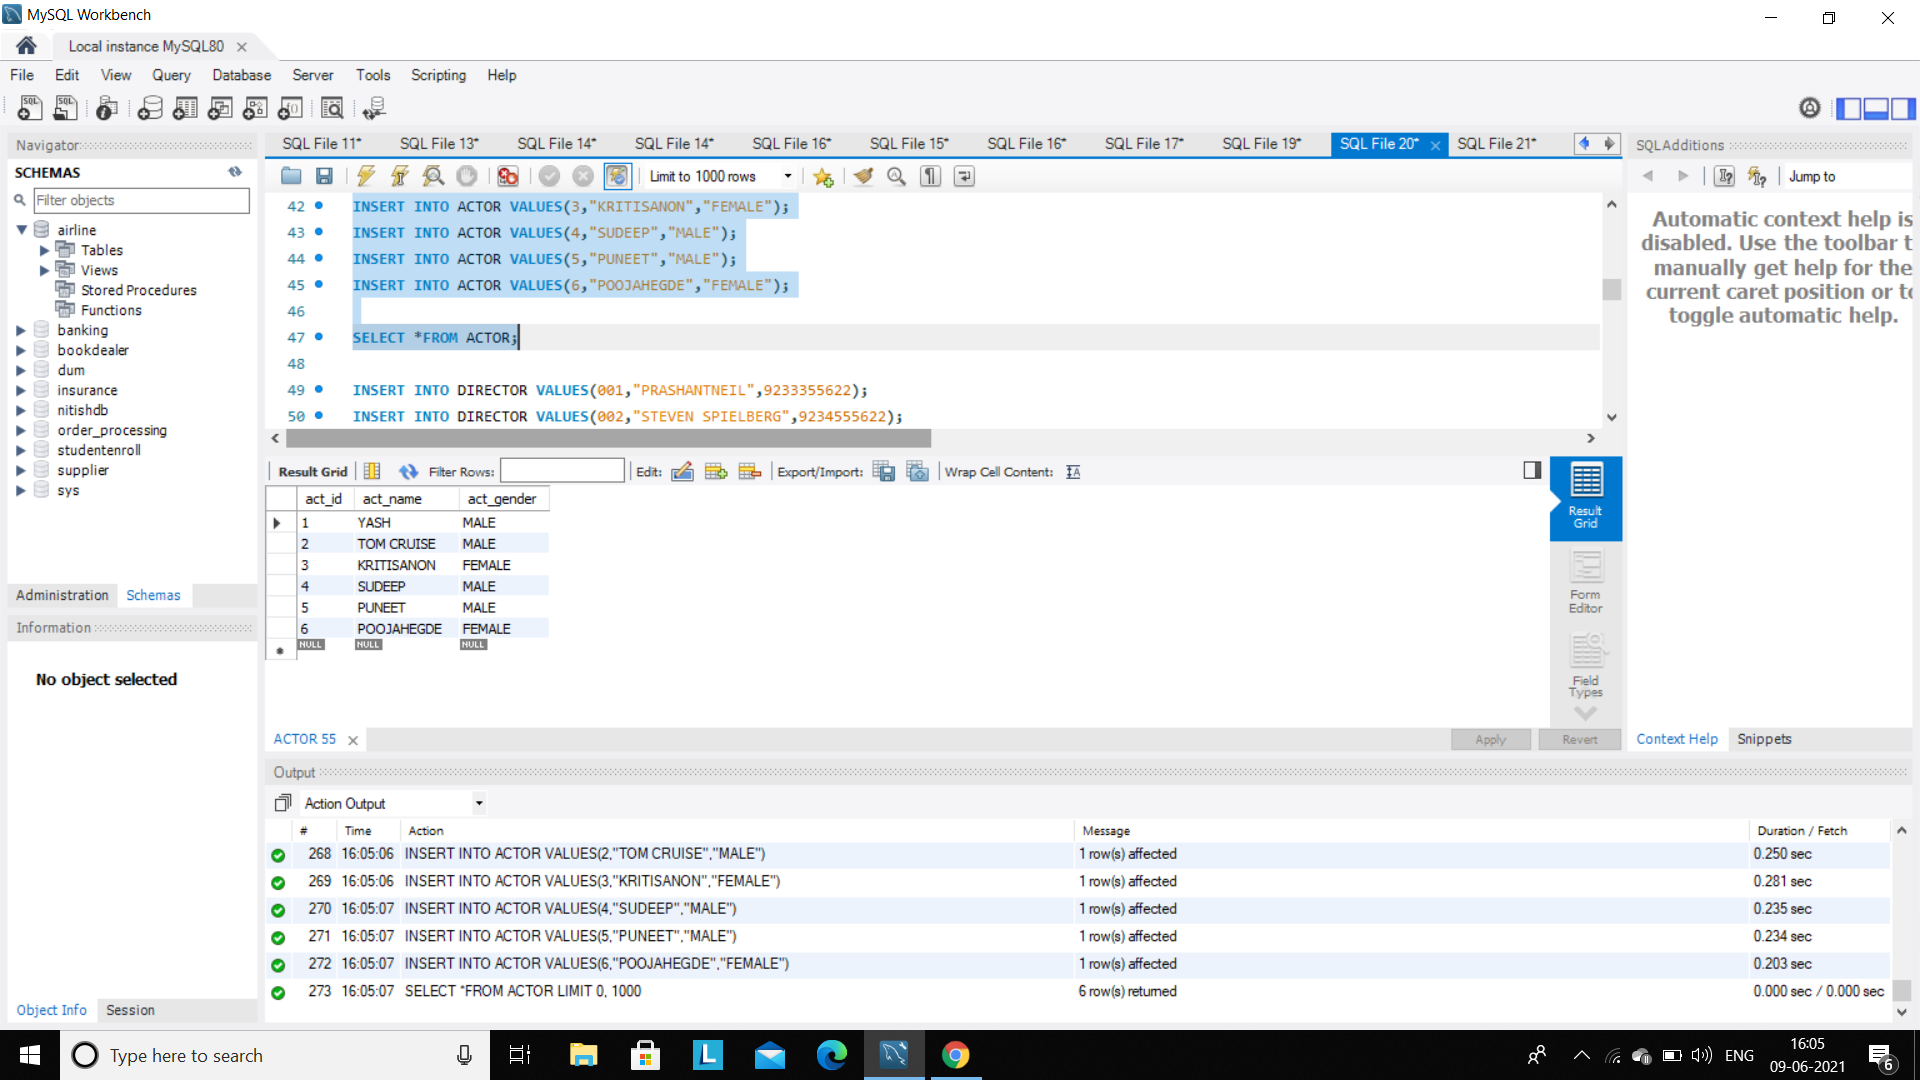 MySQL Workbench
Local instance MySQL80
File Edit View Query Database Server Tools Scripting Help
Navigator
SCHEMAS
Filter objects
airline
Tables
Views
Stored Procedures
Functions
banking
bookdealer
dum
insurance
nitishdb
order_processing
studentenroll
supplier
sys
Administration Schemas
Information
No object selected
Object Info Session
SQL File 11* SQL File 13* SQL File 14* SQL File 14* SQL File 16* SQL File 15* SQL File 16* SQL File 17* SQL File 19* SQL File 20* SQL File 21*
Limit to 1000 rows
42 INSERT INTO ACTOR VALUES(3,"KRITISANON","FEMALE");
43 INSERT INTO ACTOR VALUES(4,"SUDEEP","MALE");
44 INSERT INTO ACTOR VALUES(5,"PUNEET","MALE");
45 INSERT INTO ACTOR VALUES(6,"POOJAHEGDE","FEMALE");
46
47 SELECT *FROM ACTOR;
48
49 INSERT INTO DIRECTOR VALUES(001,"PRASHANTNEIL",9233355622);
50 INSERT INTO DIRECTOR VALUES(002,"STEVEN SPIELBERG",9234555622);
Result Grid Filter Rows: Edit: Export/Import: Wrap Cell Content:
act_id act_name act_gender
1 YASH MALE
2 TOM CRUISE MALE
3 KRITISANON FEMALE
4 SUDEEP MALE
5 PUNEET MALE
6 POOJAHEGDE FEMALE
NULL NULL NULL
Result
Grid
Form
Editor
Field
Types
ACTOR 55
Apply Revert
SQLAdditions
Jump to
Automatic context help is
disabled. Use the toolbar t
manually get help for the
current caret position or to
toggle automatic help.
Context Help Snippets
Output
Action Output
# Time Action Message Duration / Fetch
268 16:05:06 INSERT INTO ACTOR VALUES(2,"TOM CRUISE","MALE") 1 row(s) affected 0.250 sec
269 16:05:06 INSERT INTO ACTOR VALUES(3,"KRITISANON","FEMALE") 1 row(s) affected 0.281 sec
270 16:05:07 INSERT INTO ACTOR VALUES(4,"SUDEEP","MALE") 1 row(s) affected 0.235 sec
271 16:05:07 INSERT INTO ACTOR VALUES(5,"PUNEET","MALE") 1 row(s) affected 0.234 sec
272 16:05:07 INSERT INTO ACTOR VALUES(6,"POOJAHEGDE","FEMALE") 1 row(s) affected 0.203 sec
273 16:05:07 SELECT *FROM ACTOR LIMIT 0, 1000 6 row(s) returned 0.000 sec / 0.000 sec
Type here to search
ENG
16:05
09-06-2021
6